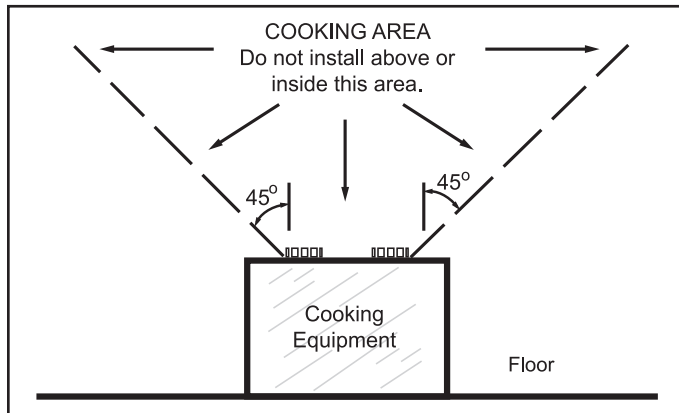 COOKING AREA
Do not install above or
inside this area.
45°
45°
Cooking
Equipment
Floor